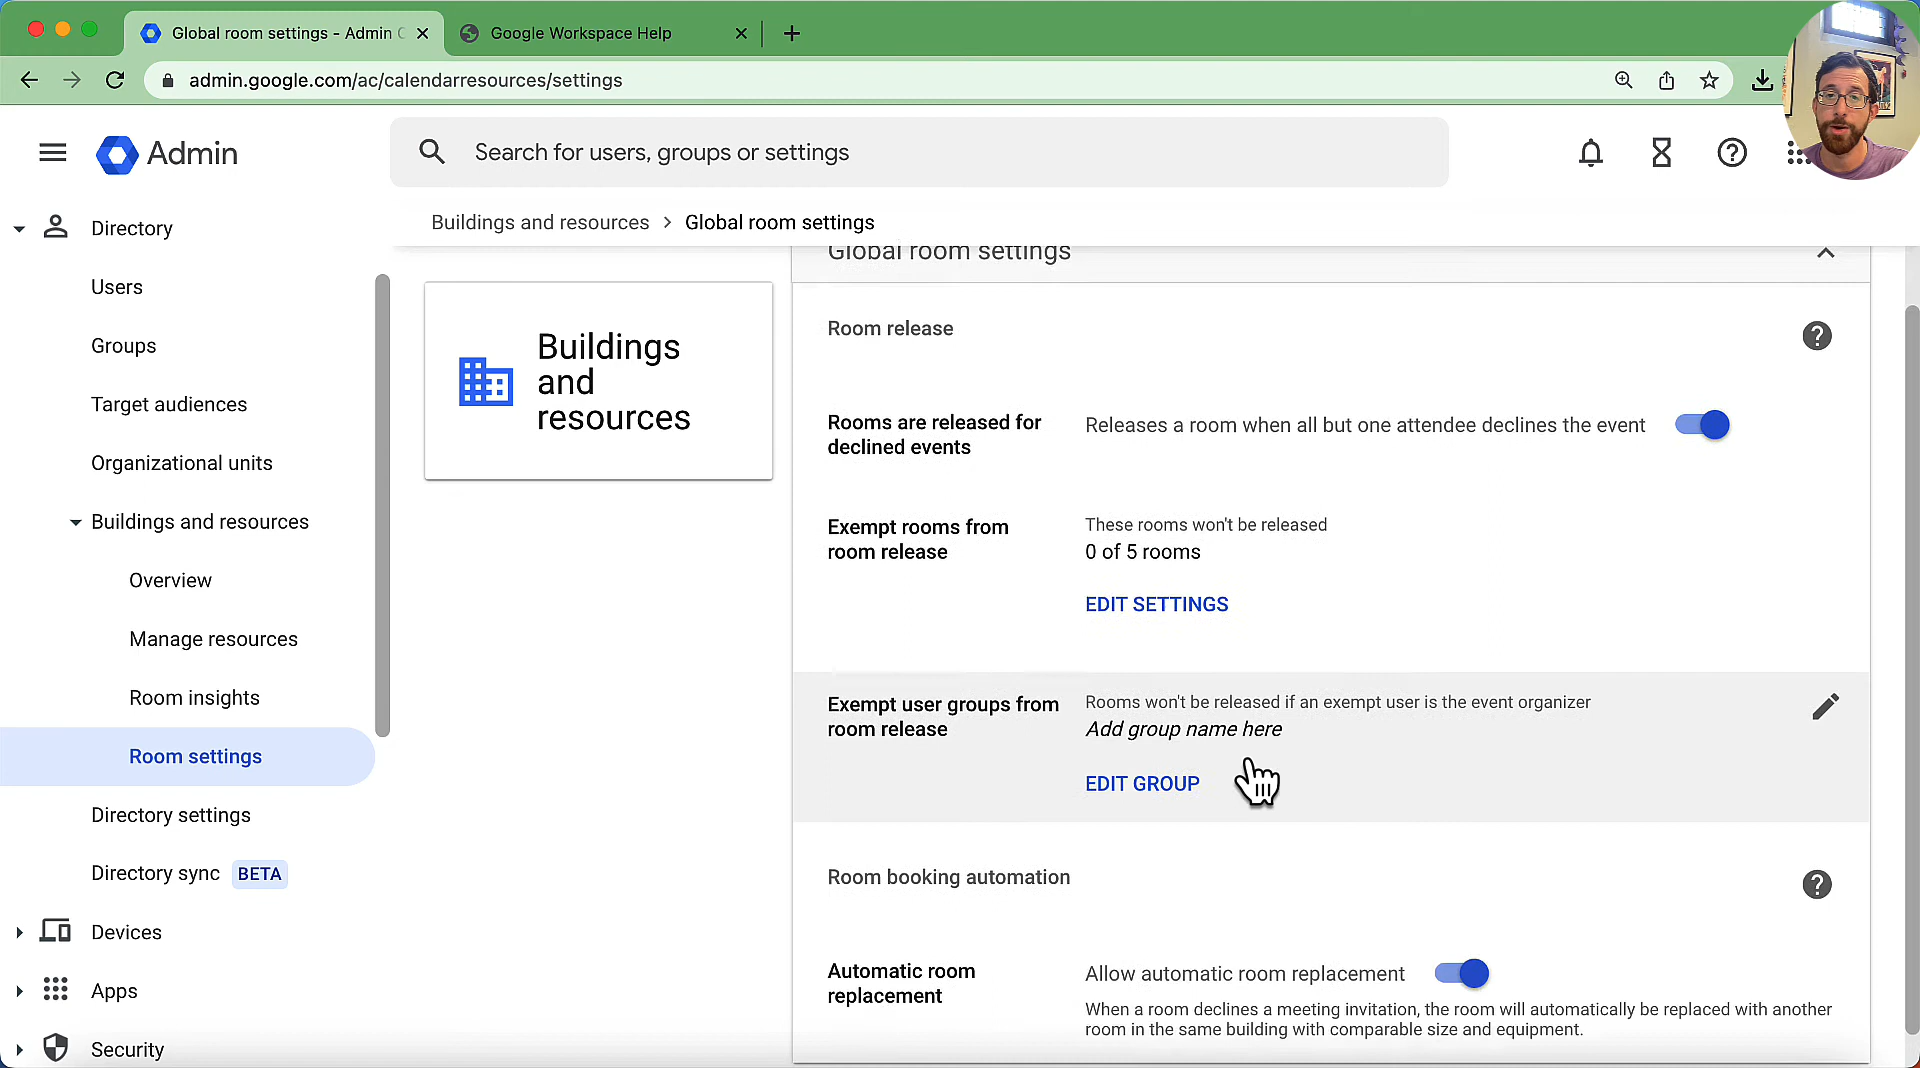 Global room settings - Admin C
Google Workspace Help
admin.google.com/ac/calendarresources/settings
Admin
Search for users, groups or settings
Buildings and resources > Global room settings
Directory
Users
Groups
Target audiences
Organizational units
Buildings and resources
Overview
Manage resources
Room insights
Room settings
Directory settings
Directory sync BETA
Devices
Apps
Security
Buildings
and
resources
Global room settings
Room release
Rooms are released for
declined events
Releases a room when all but one attendee declines the event
Exempt rooms from
room release
These rooms won't be released
0 of 5 rooms
EDIT SETTINGS
Exempt user groups from
room release
Rooms won't be released if an exempt user is the event organizer
Add group name here
EDIT GROUP
Room booking automation
Automatic room
replacement
Allow automatic room replacement
When a room declines a meeting invitation, the room will automatically be replaced with another
room in the same building with comparable size and equipment.